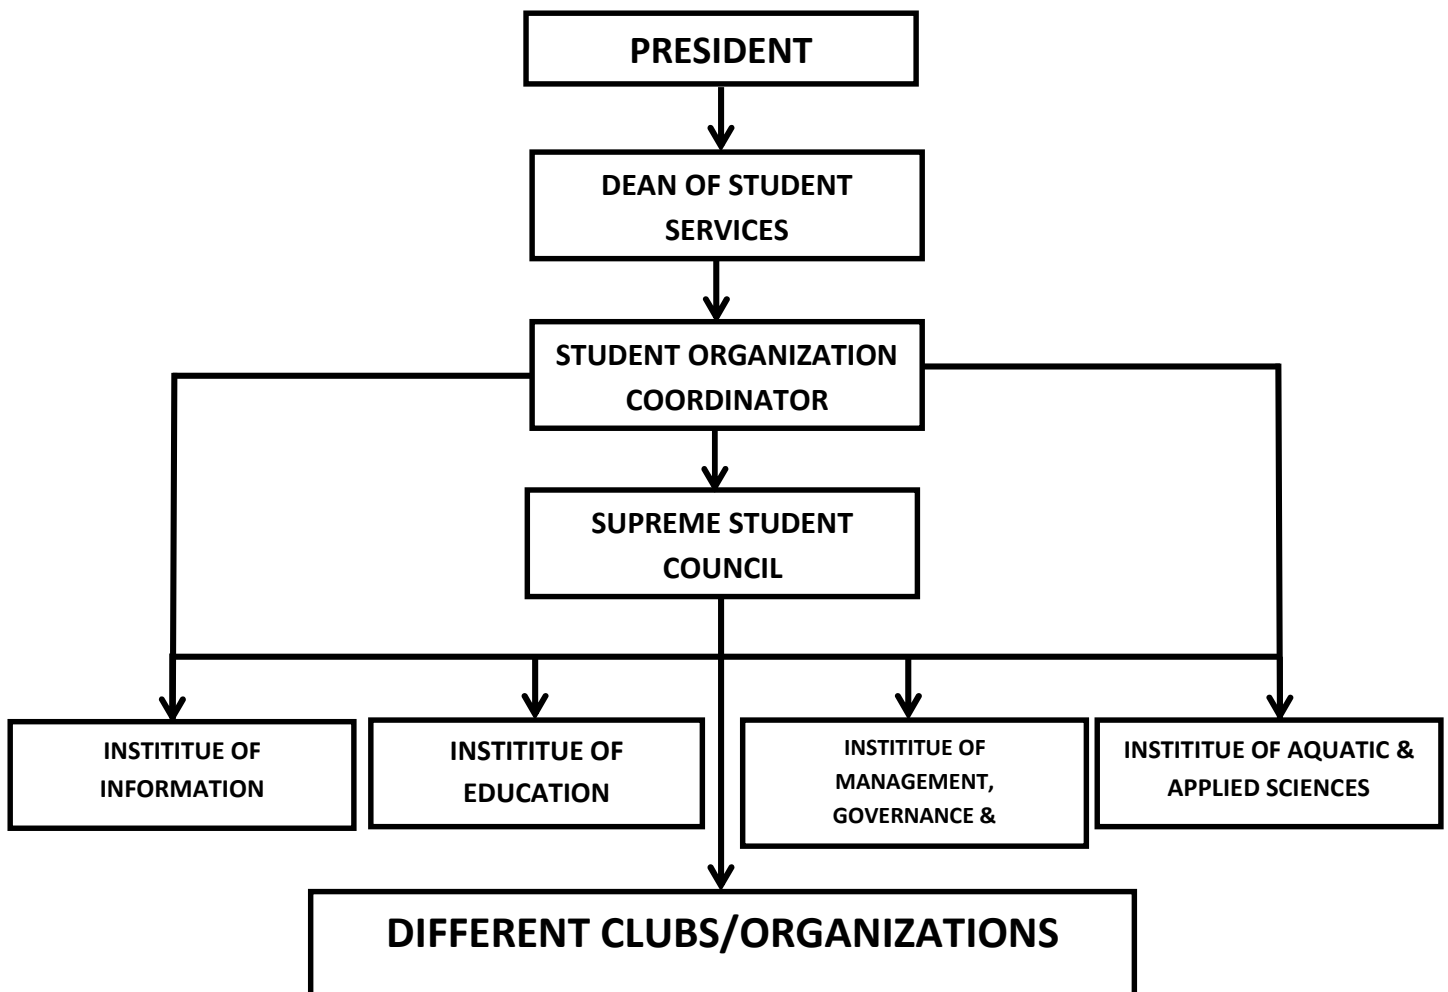 PRESIDENT
DEAN OF STUDENT
SERVICES
STUDENT ORGANIZATION
COORDINATOR
SUPREME STUDENT
COUNCIL
INSTITITUE OF
INFORMATION
INSTITITUE OF
EDUCATION
INSTITITUE OF
MANAGEMENT,
GOVERNANCE &
INSTITITUE OF AQUATIC &
APPLIED SCIENCES
DIFFERENT CLUBS/ORGANIZATIONS